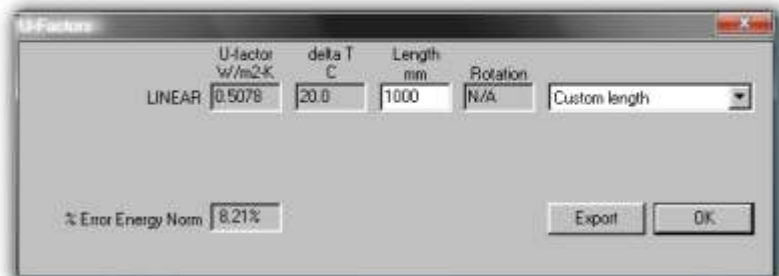 U-Factors
U-factor delta T Length
W/m2-K C mm Rotation
LINEAR 0.5078 20.0 1000 N/A Custom length
% Error Energy Norm 8.21% Export OK